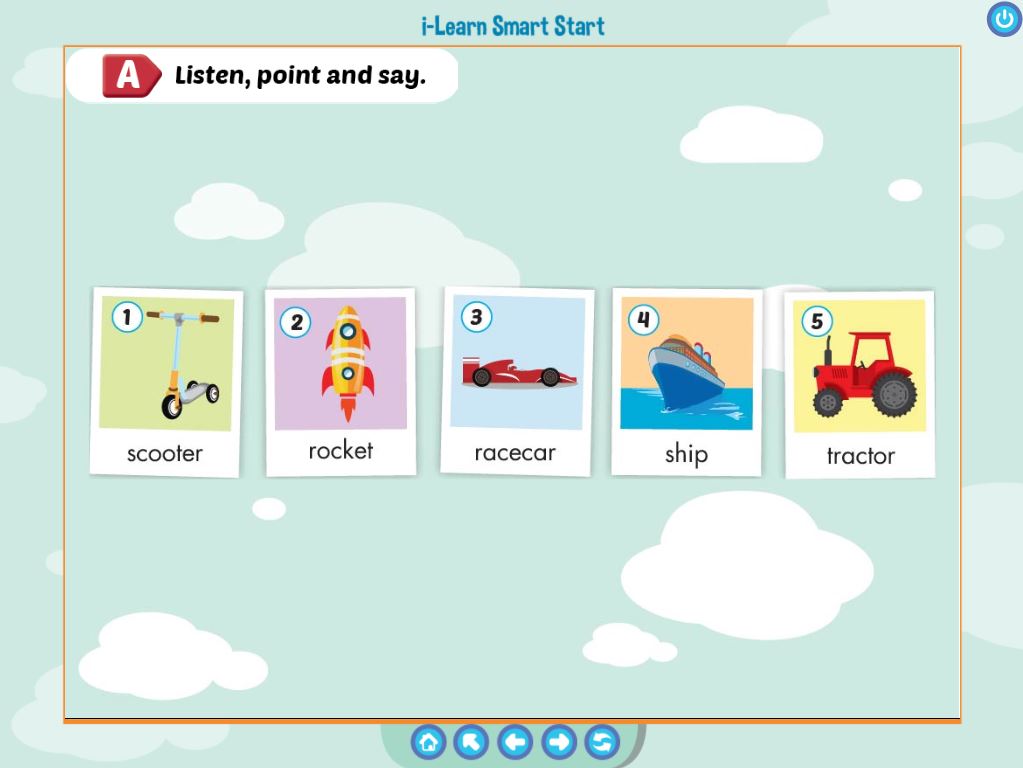 i-Learn Smart Start
A Listen, point and say.
1
scooter
2
rocket
3
racecar
4
ship
5
tractor